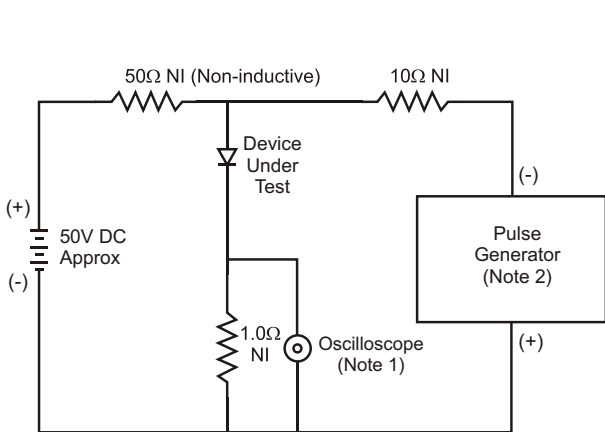 50Ω NI (Non-inductive)
10Ω NI
Device
Under
Test
(-)
(+)
50V DC
Approx
(-)
Pulse
Generator
(Note 2)
1.0Ω
NI
Oscilloscope
(Note 1)
(+)